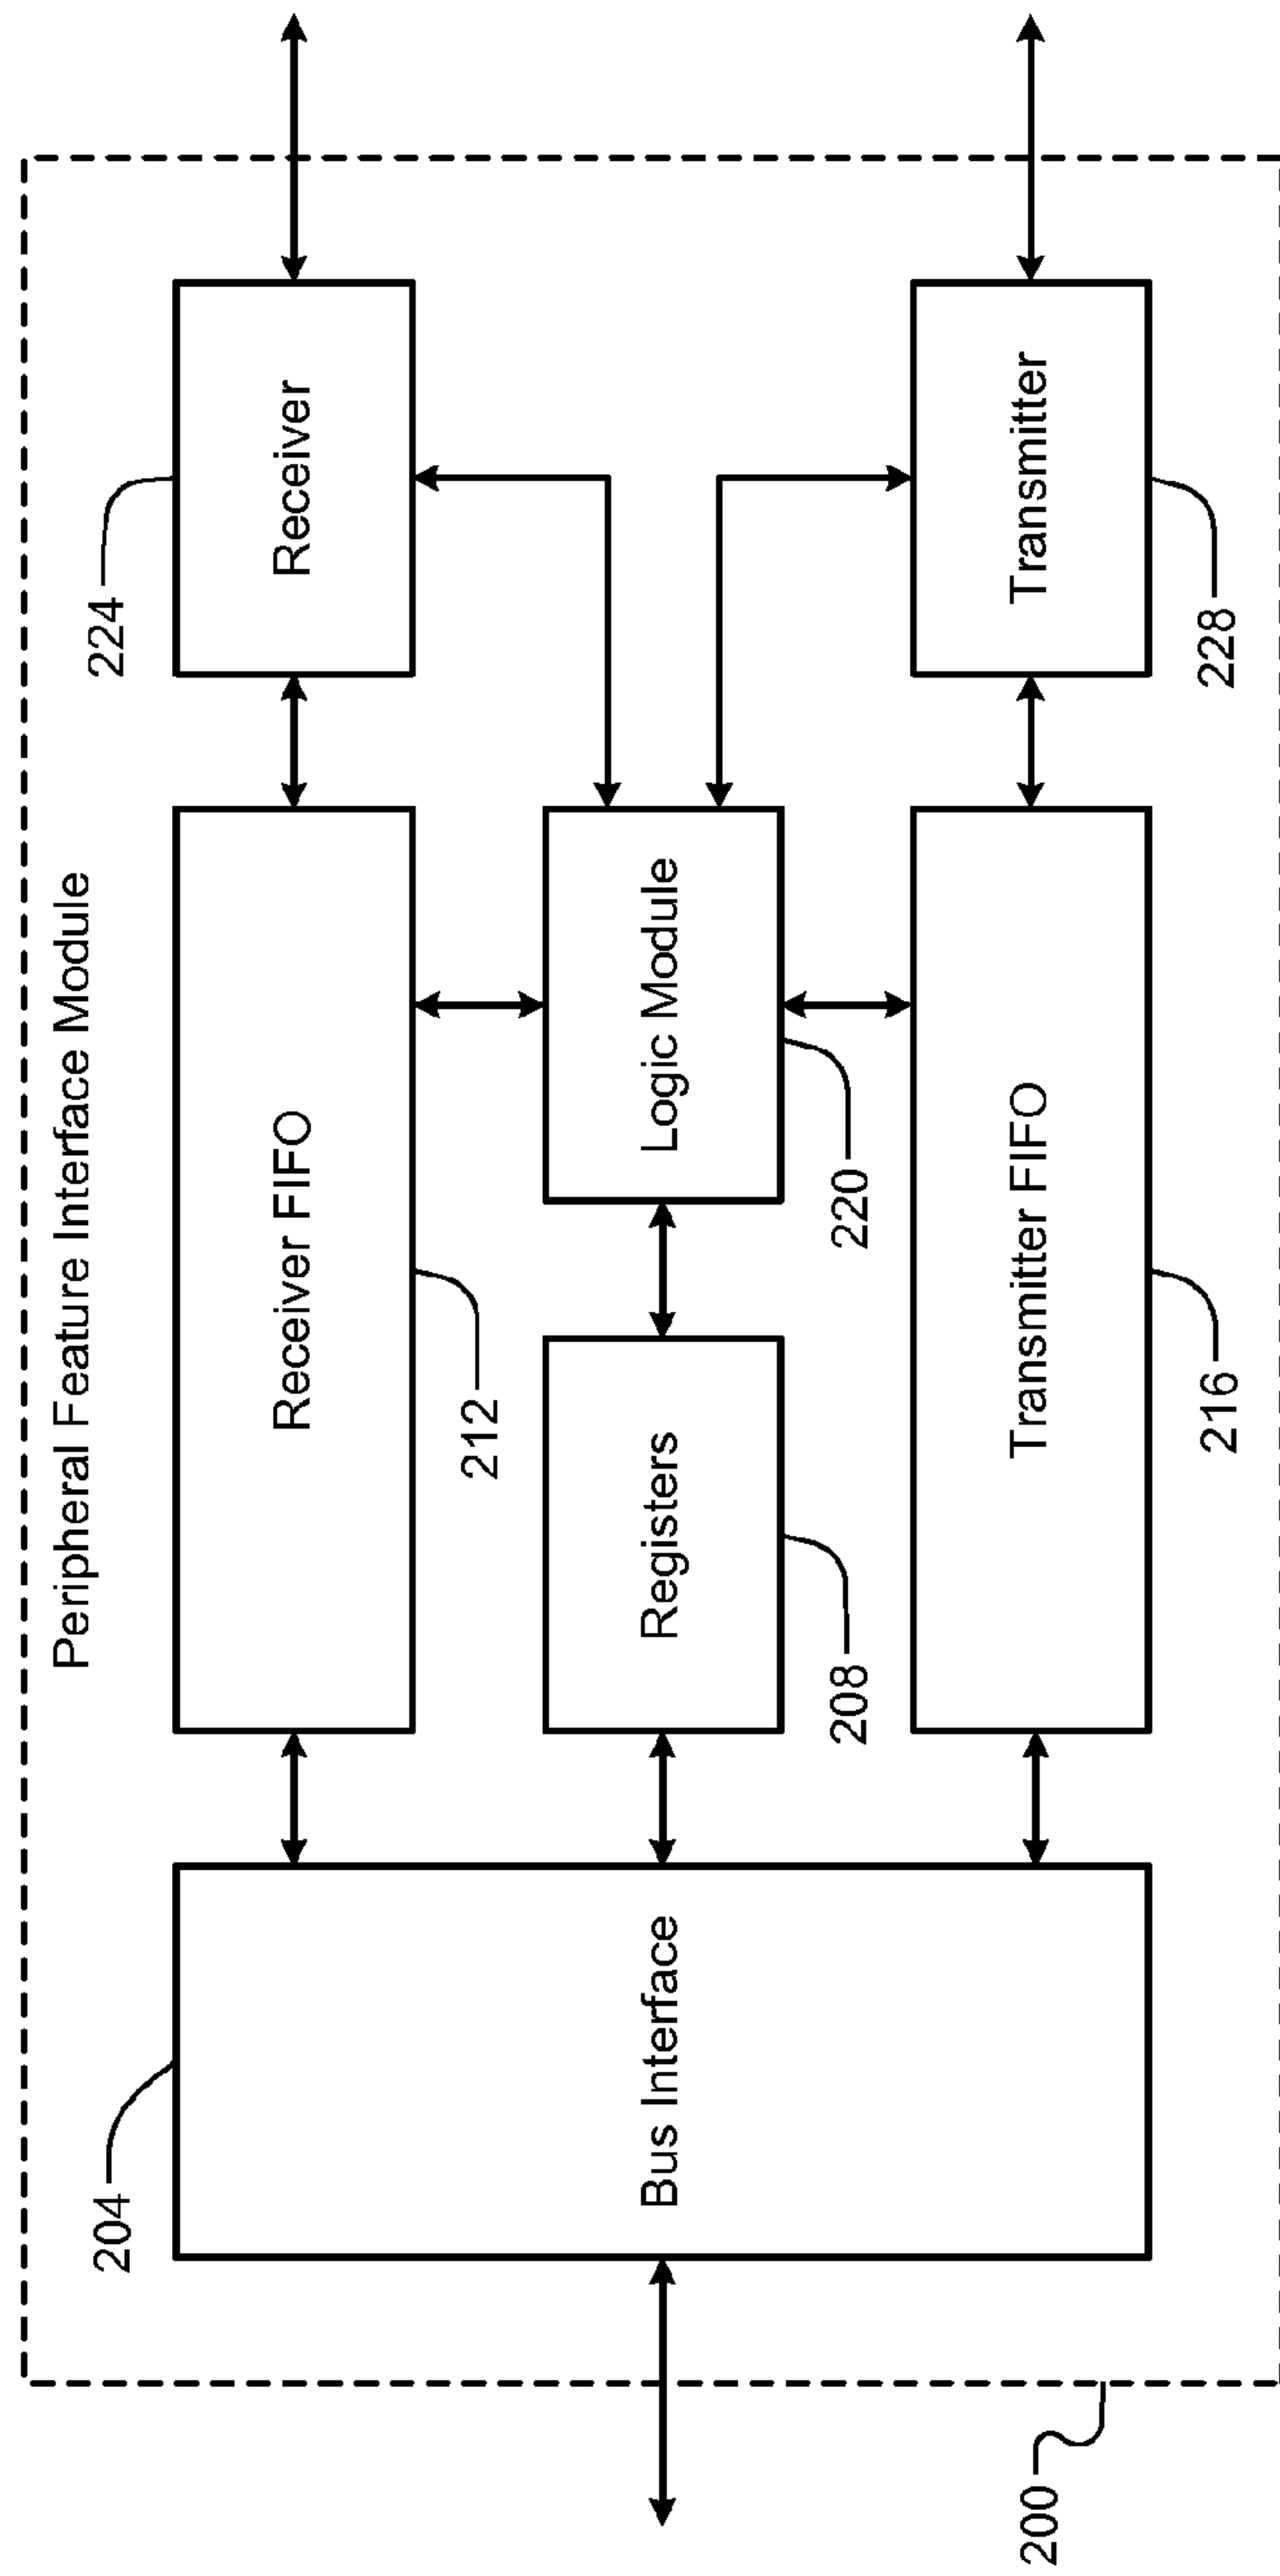 Peripheral Feature Interface Module
204
Bus Interface
Receiver FIFO
212
224
Receiver
Registers
208
Logic Module
220
Transmitter FIFO
216
Transmitter
228
200